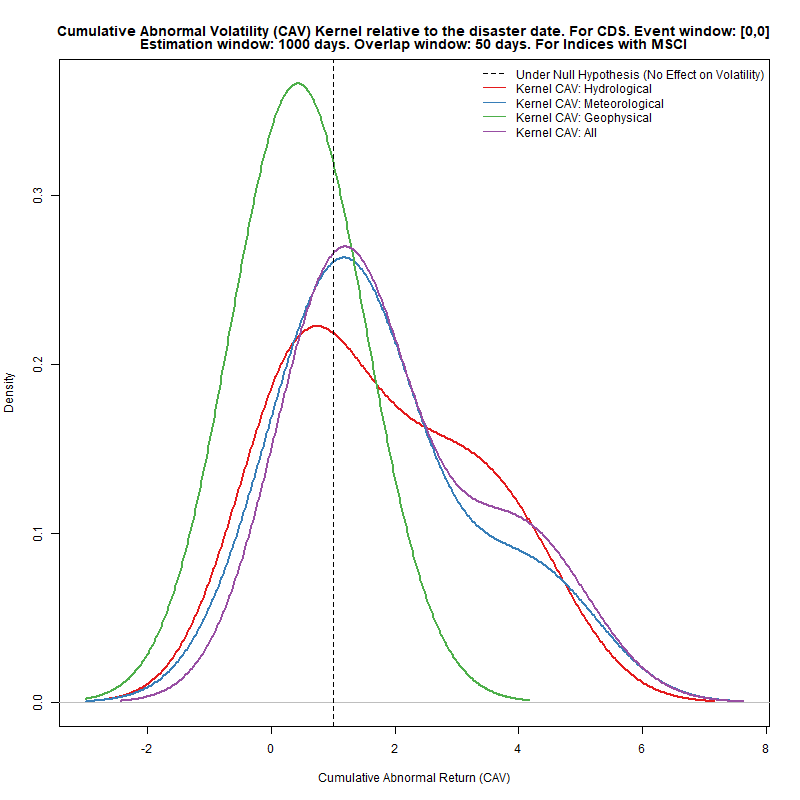 Cumulative Abnormal Volatility (CAV) Kernel relative to the disaster date. For CDS. Event window: [0,0]
Estimation window: 1000 days. Overlap window: 50 days. For Indices with MSCI
Under Null Hypothesis (No Effect on Volatility)
Kernel CAV: Hydrological
Kernel CAV: Meteorological
Kernel CAV: Geophysical
Kernel CAV: All
Density
0.3
0.2
0.1
0.0
-2 0 2 4 6 8
Cumulative Abnormal Return (CAV)